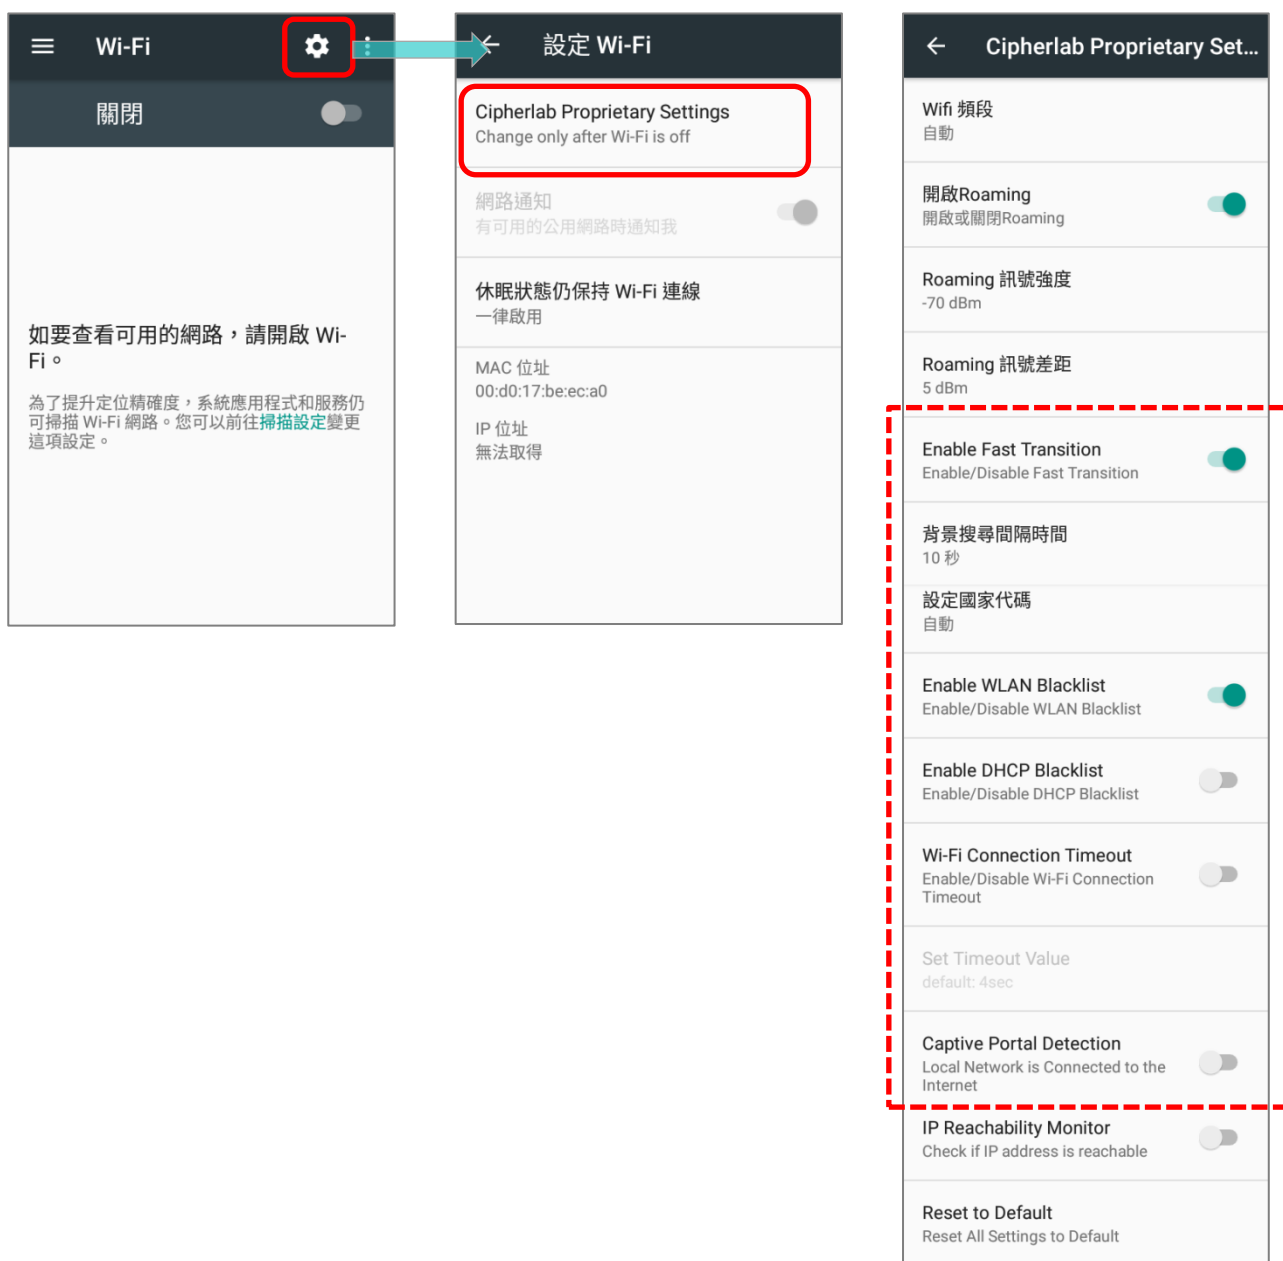 Wi-Fi
關閉
如要查看可用的網路，請開啟 Wi-
Fi。
為了提升定位精確度，系統應用程式和服務仍
可掃描 Wi-Fi 網路。您可以前往掃描設定變更
這項設定。
設定 Wi-Fi
Cipherlab Proprietary Settings
Change only after Wi-Fi is off
網路通知
有可用的公用網路時通知我
休眠狀態仍保持 Wi-Fi 連線
一律啟用
MAC 位址
00:d0:17:be:ec:a0
IP 位址
無法取得
Cipherlab Proprietary Set...
Wifi 頻段
自動
開啟Roaming
開啟或關閉Roaming
Roaming 訊號強度
-70 dBm
Roaming 訊號差距
5 dBm
Enable Fast Transition
Enable/Disable Fast Transition
背景搜尋間隔時間
10 秒
設定國家代碼
自動
Enable WLAN Blacklist
Enable/Disable WLAN Blacklist
Enable DHCP Blacklist
Enable/Disable DHCP Blacklist
Wi-Fi Connection Timeout
Enable/Disable Wi-Fi Connection
Timeout
Set Timeout Value
default: 4sec
Captive Portal Detection
Local Network is Connected to the
Internet
IP Reachability Monitor
Check if IP address is reachable
Reset to Default
Reset All Settings to Default